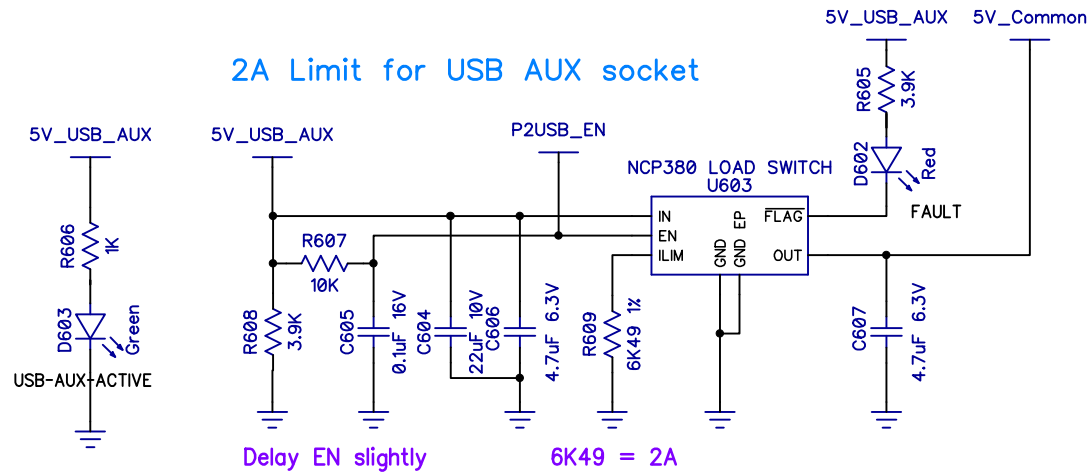 5V_USB_AUX
5V_Common
2A Limit for USB AUX socket
R605
3.9K
5V_USB_AUX
5V_USB_AUX
P2USB_EN
D602
Red
NCP380 LOAD SWITCH
U603
IN
EN
ILIM
GND
GND
EP
FLAG
OUT
FAULT
R606
1K
R607
10K
D603
Green
USB-AUX-ACTIVE
R608
3.9K
C605
0.1uF 16V
C604
22uF 10V
C606
4.7uF 6.3V
R609
6K49 1%
C607
4.7uF 6.3V
Delay EN slightly
6K49 = 2A